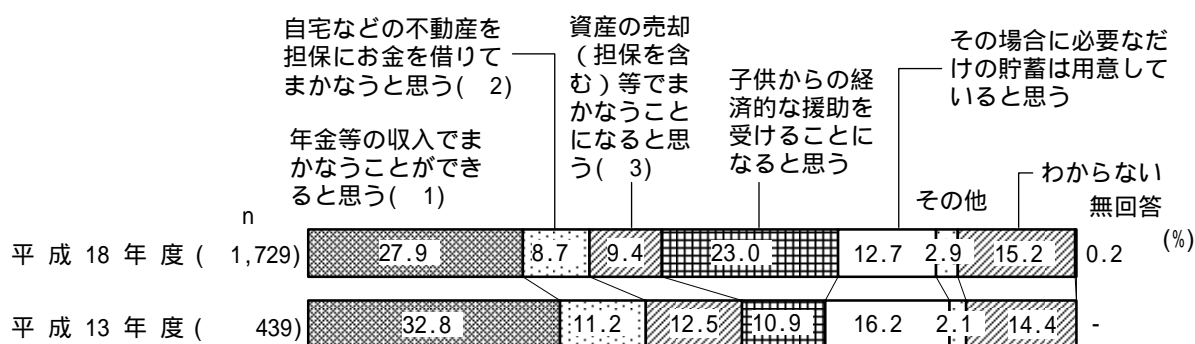 自宅などの不動産を
担保にお金を借りて
まかなうと思う(　2)
年金等の収入でま
かなうことができ
ると思う(　1)
資産の売却
（担保を含
む）等でま
かなうことに
になると思
う(　3)
子供からの経
済的な援助を
受けることに
なると思う
その場合に必要なだ
けの貯蓄は用意して
いると思う
その他
わからない
無回答
(%)
n
平成18年度( 1,729) 27.9 8.7 9.4 23.0 12.7 2.9 15.2 0.2
平成13年度( 439) 32.8 11.2 12.5 10.9 16.2 2.1 14.4 -